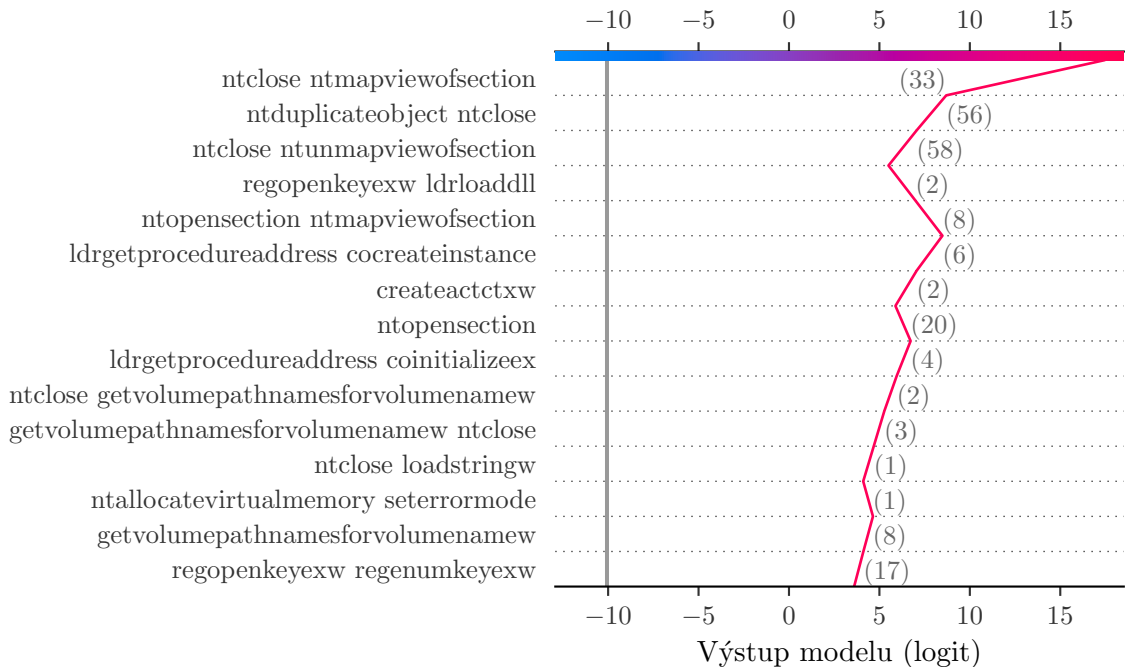 −10 −5 0 5 10 15
ntclose ntmapviewofsection (33)
ntduplicateobject ntclose (56)
ntclose ntunmapviewofsection (58)
regopenkeyexw ldrloaddll (2)
ntopensection ntmapviewofsection (8)
ldrgetprocedureaddress cocreateinstance (6)
createactctxw (2)
ntopensection (20)
ldrgetprocedureaddress coinitializeex (4)
ntclose getvolumepathnamesforvolumenamew (2)
getvolumepathnamesforvolumenamew ntclose (3)
ntclose loadstringw (1)
ntallocatevirtualmemory seterrormode (1)
getvolumepathnamesforvolumenamew (8)
regopenkeyexw regenumkeyexw (17)
−10 −5 0 5 10 15
Výstup modelu (logit)